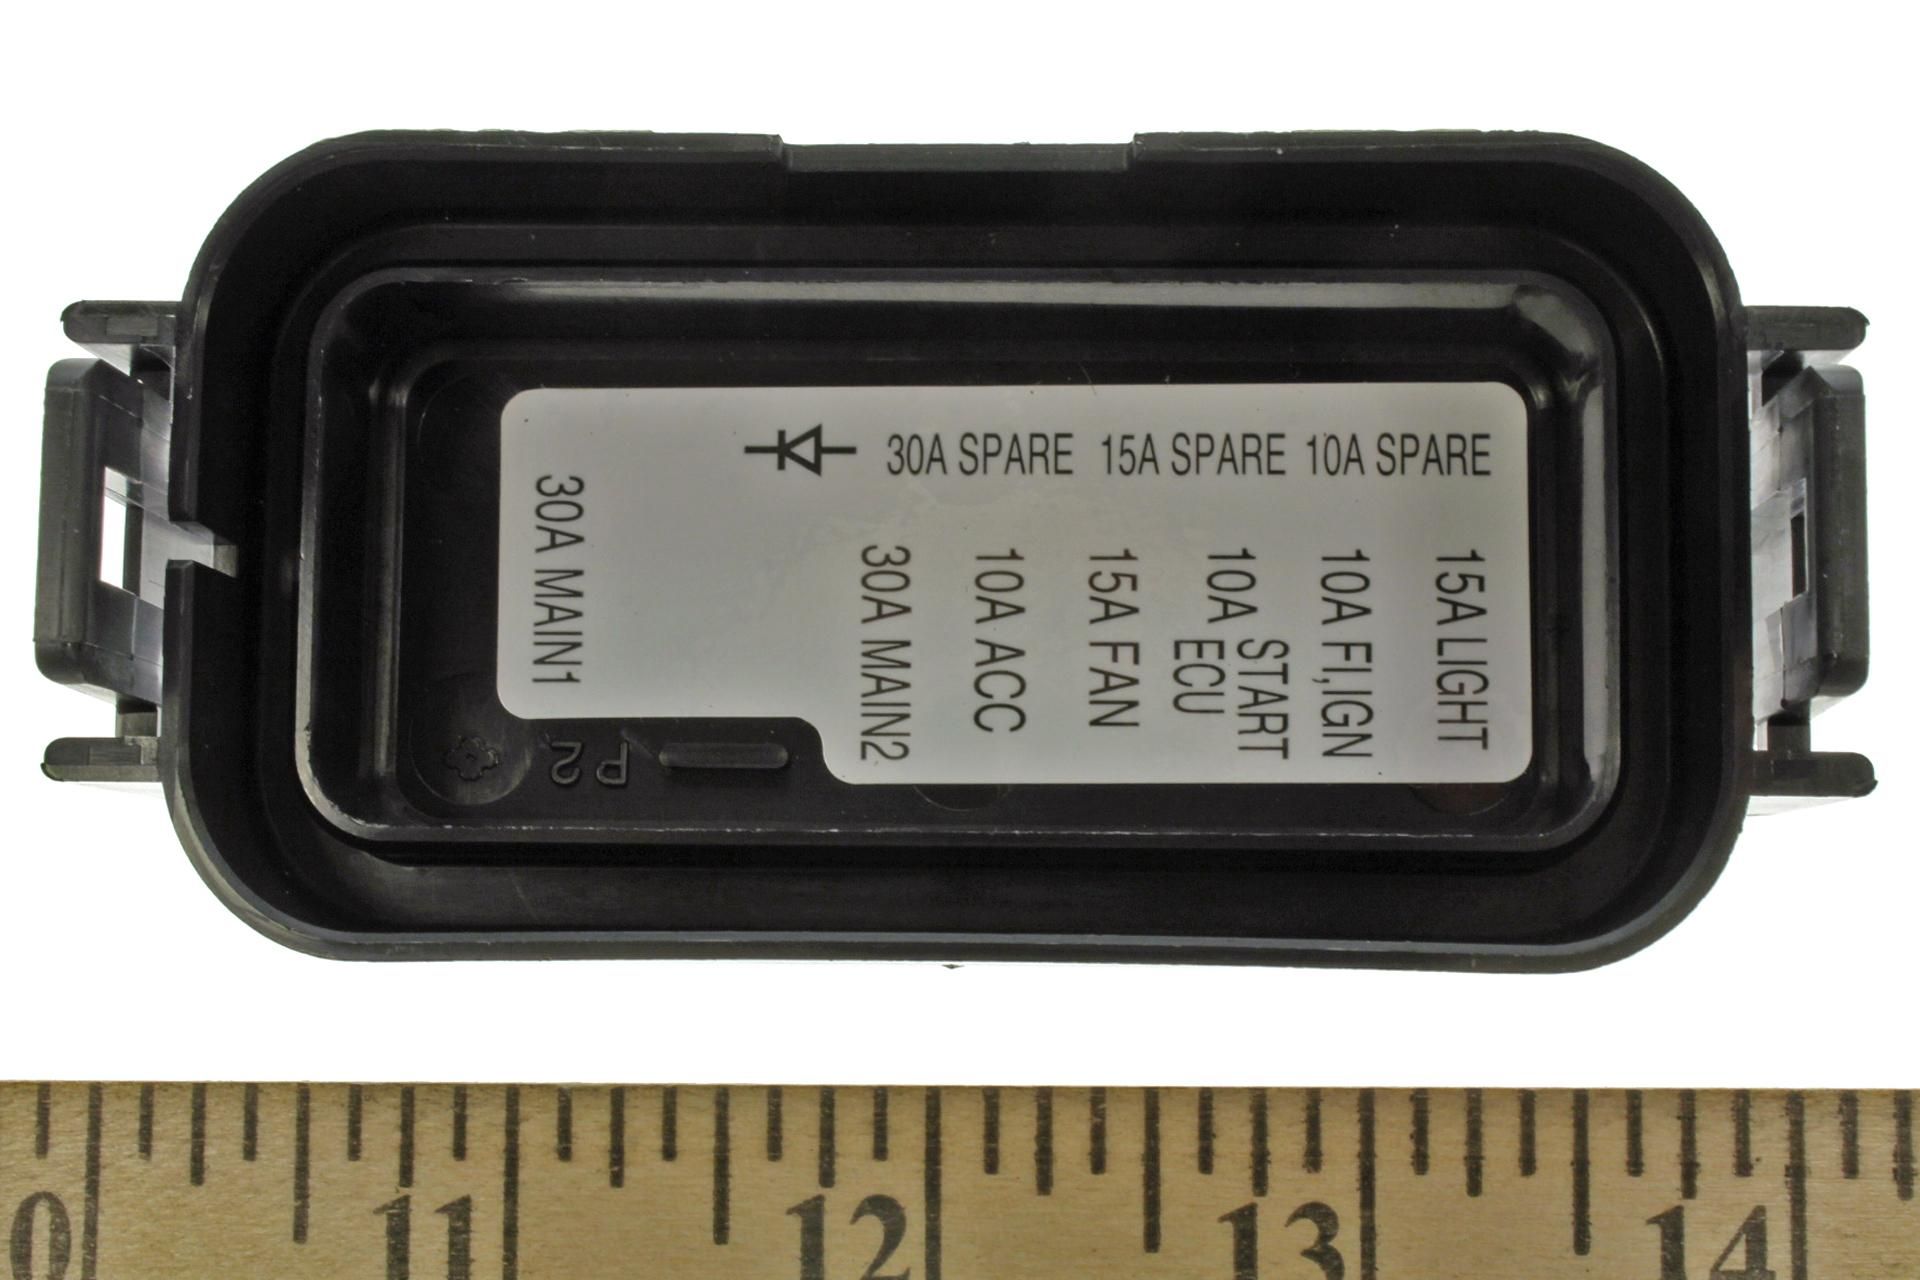 30A SPARE 15A SPARE 10A SPARE
30A MAIN1
30A MAIN2
10A ACC
15A FAN
10A START
ECU
10A FI,IGN
15A LIGHT
P2
0 11 12 13 14